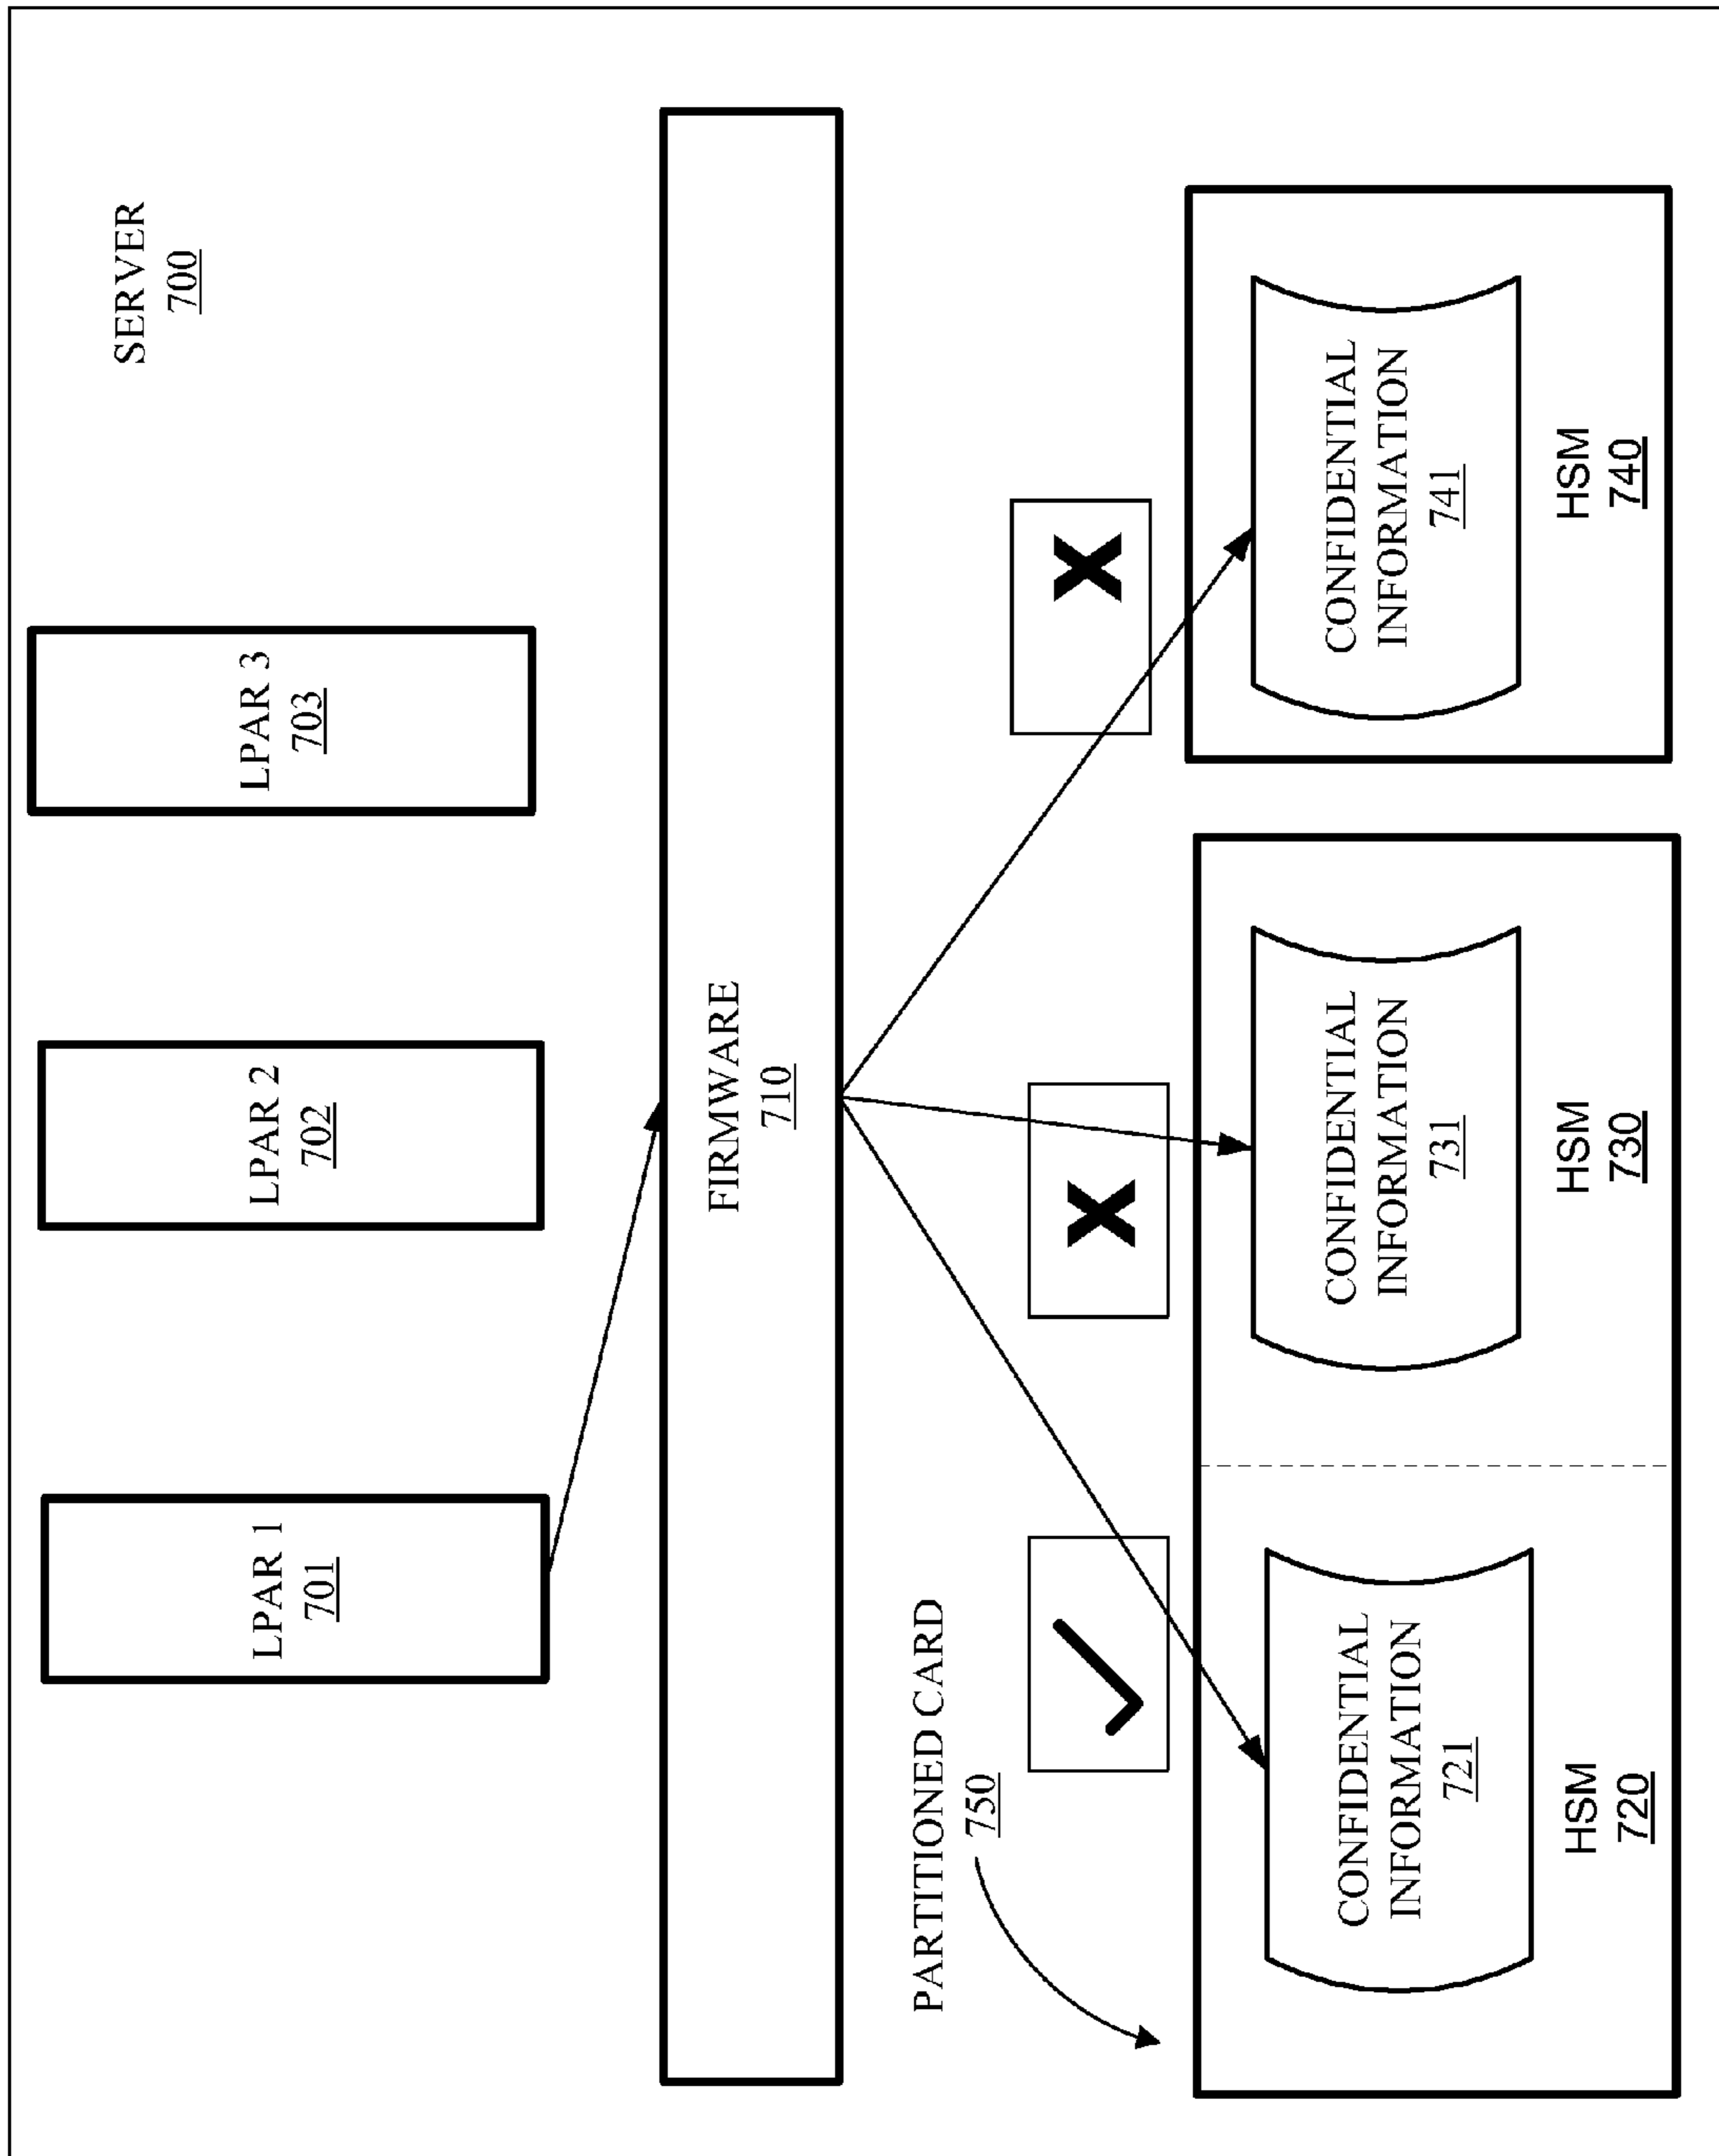 SERVER
700
LPAR 1
701
LPAR 2
702
LPAR 3
703
FIRMWARE
710
PARTITIONED CARD
750
X
X
CONFIDENTIAL
INFORMATION
721
HSM
720
CONFIDENTIAL
INFORMATION
731
HSM
730
CONFIDENTIAL
INFORMATION
741
HSM
740